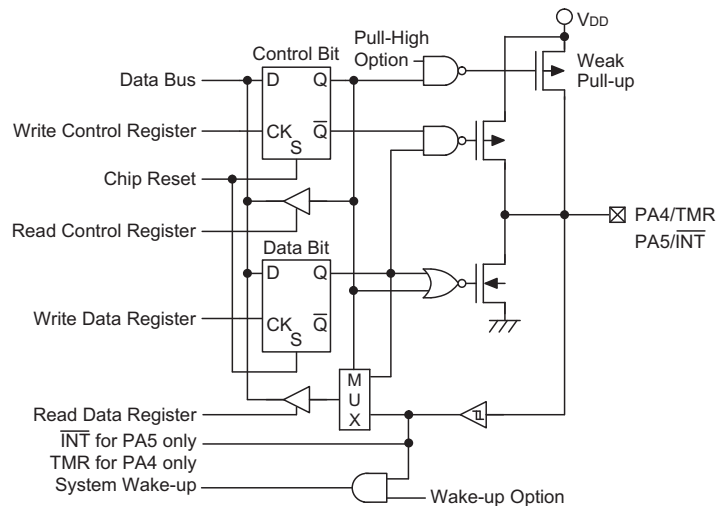 VDD
Control Bit
Pull-High
Option
Weak
Pull-up
Data Bus
D
Q
Write Control Register
CK
Q̅
S
Chip Reset
Read Control Register
PA4/TMR
PA5/I̅N̅T̅
Data Bit
D
Q
Write Data Register
CK
Q̅
S
M
U
X
Read Data Register
I̅N̅T̅ for PA5 only
TMR for PA4 only
System Wake-up
Wake-up Option